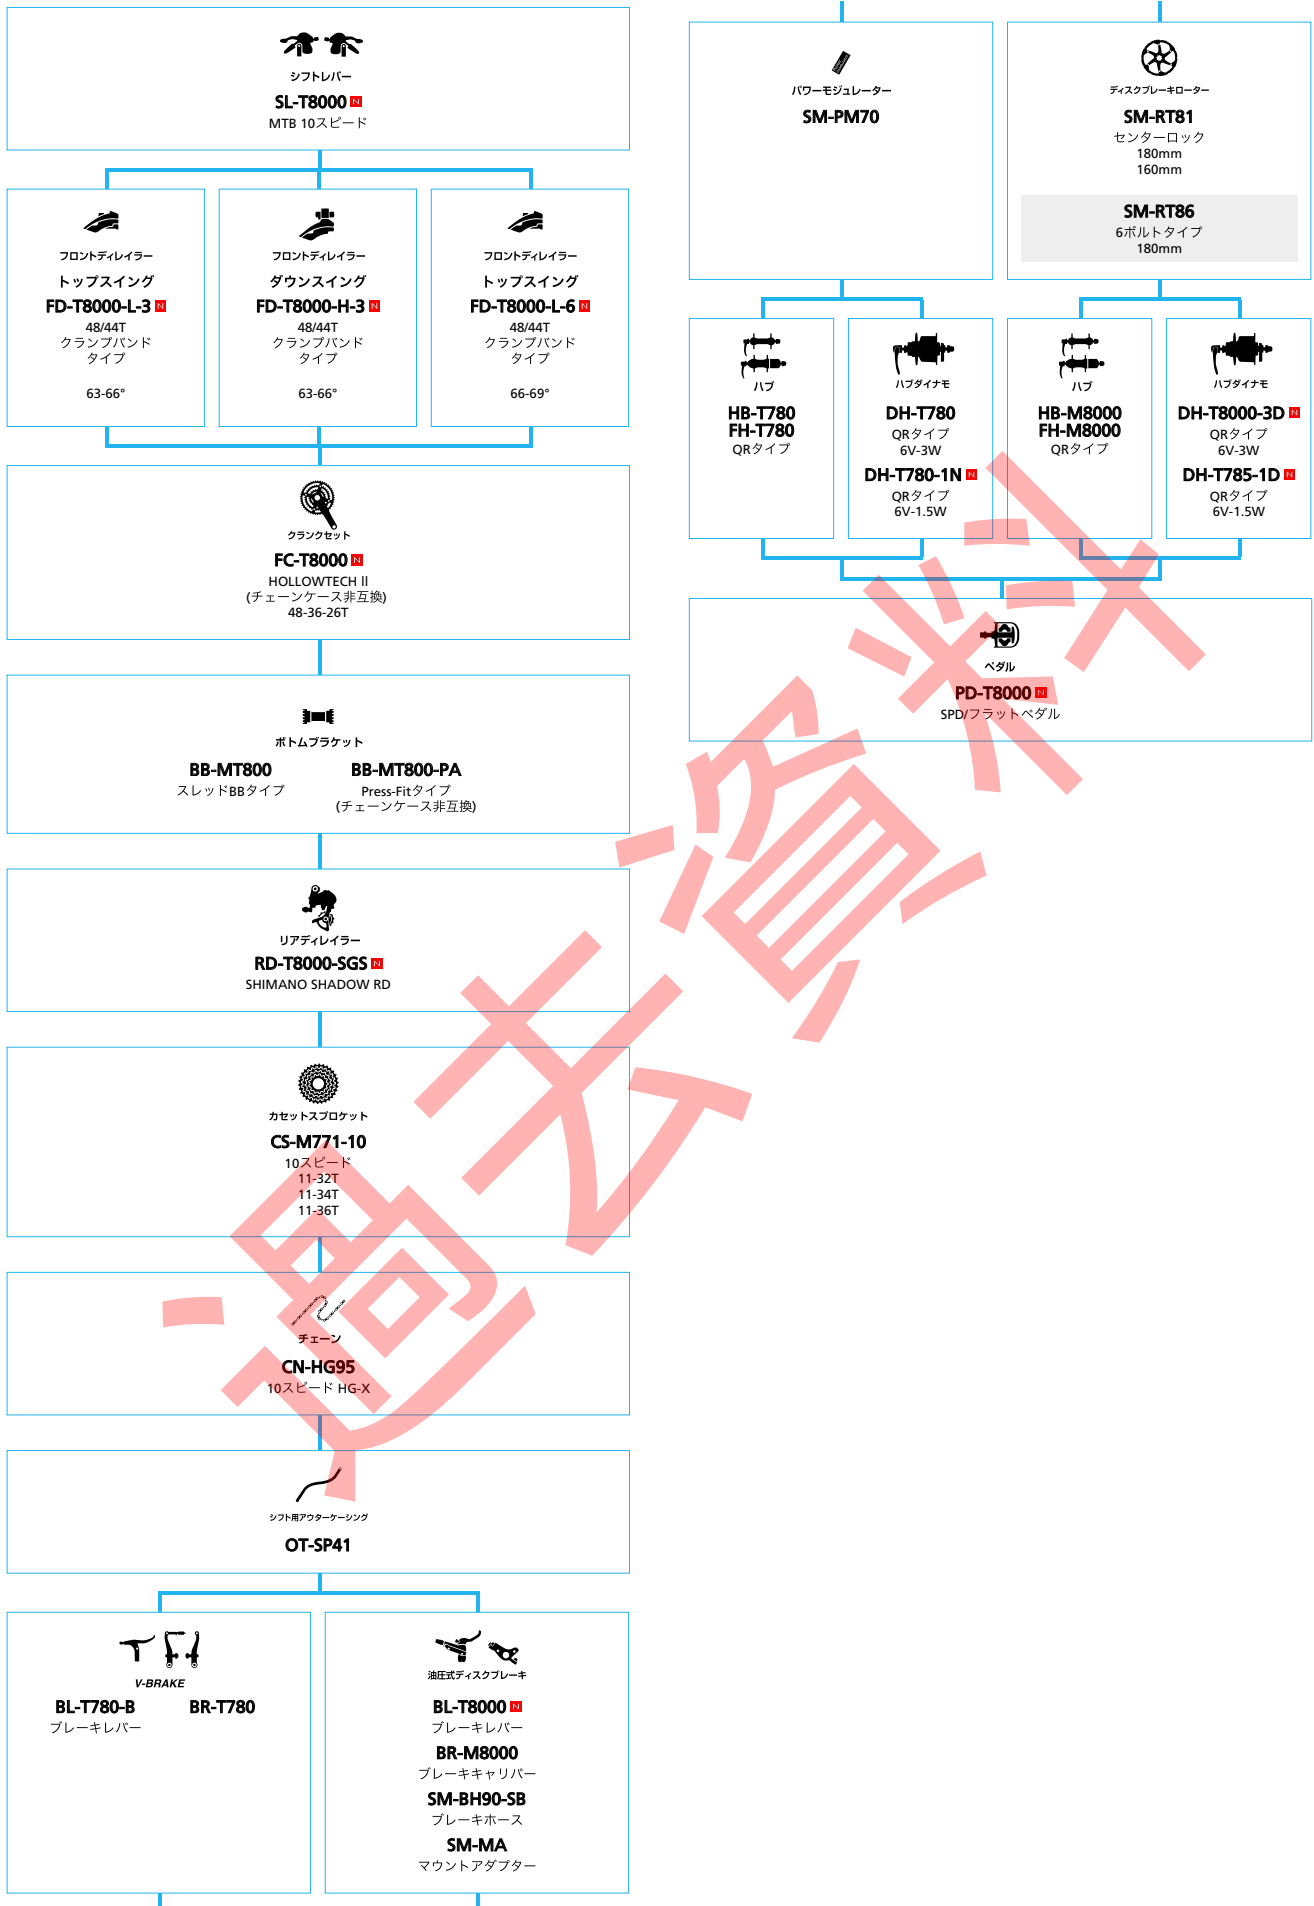 シフトレバー
SL-T8000 N
MTB 10スピード
フロントディレイラー
トップスイング
FD-T8000-L-3 N
48/44T
クランプバンド
タイプ
63-66°
フロントディレイラー
ダウンスイング
FD-T8000-H-3 N
48/44T
クランプバンド
タイプ
63-66°
フロントディレイラー
トップスイング
FD-T8000-L-6 N
48/44T
クランプバンド
タイプ
66-69°
クランクセット
FC-T8000 N
HOLLOWTECH II
(チェーンケース非互換)
48-36-26T
ボトムブラケット
BB-MT800
スレッドBBタイプ
BB-MT800-PA
Press-Fitタイプ
(チェーンケース非互換)
リアディレイラー
RD-T8000-SGS N
SHIMANO SHADOW RD
カセットスプロケット
CS-M771-10
10スピード
11-32T
11-34T
11-36T
チェーン
CN-HG95
10スピード HG-X
シフト用アウターケーシング
OT-SP41
V-BRAKE
BL-T780-B
ブレーキレバー
BR-T780
油圧式ディスクブレーキ
BL-T8000 N
ブレーキレバー
BR-M8000
ブレーキキャリパー
SM-BH90-SB
ブレーキホース
SM-MA
マウントアダプター
パワーモジュレーター
SM-PM70
ディスクブレーキローター
SM-RT81
センターロック
180mm
160mm
SM-RT86
6ボルトタイプ
180mm
ハブ
HB-T780
FH-T780
QRタイプ
ハブダイナモ
DH-T780
QRタイプ
6V-3W
DH-T780-1N N
QRタイプ
6V-1.5W
ハブ
HB-M8000
FH-M8000
QRタイプ
ハブダイナモ
DH-T8000-3D N
QRタイプ
6V-3W
DH-T785-1D N
QRタイプ
6V-1.5W
ペダル
PD-T8000 N
SPD/フラットペダル
過去資料